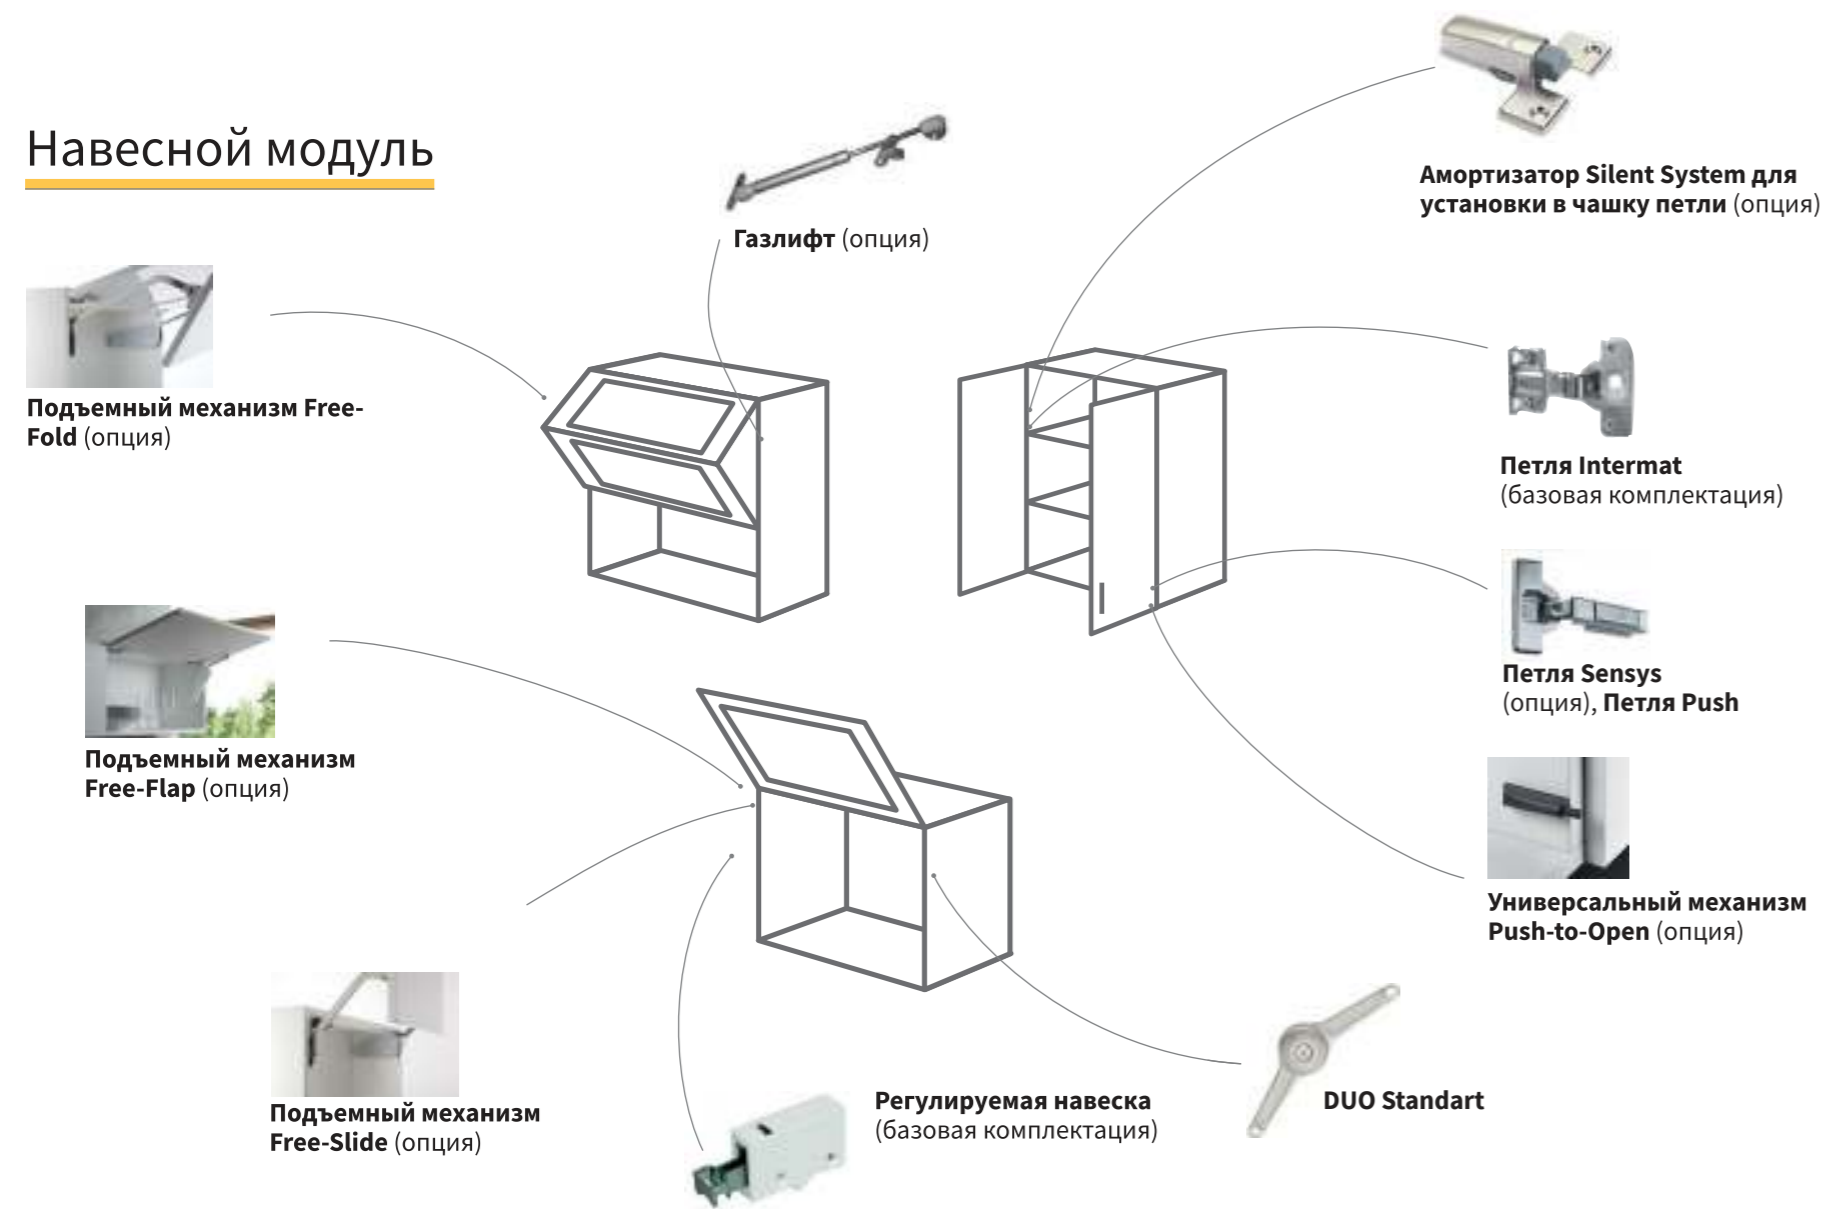 Навесной модуль
Газлифт (опция)
Амортизатор Silent System для
установки в чашку петли (опция)
Подъемный механизм Free-
Fold (опция)
Петля Intermat
(базовая комплектация)
Петля Sensys
(опция), Петля Push
Подъемный механизм
Free-Flap (опция)
Универсальный механизм
Push-to-Open (опция)
Подъемный механизм
Free-Slide (опция)
Регулируемая навеска
(базовая комплектация)
DUO Standart